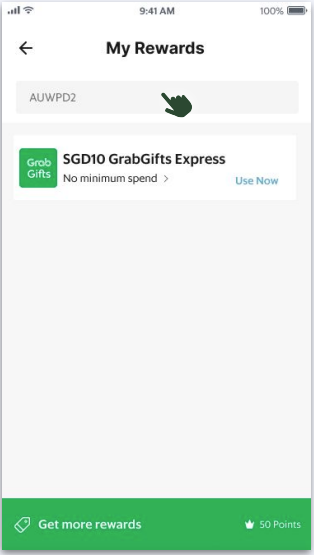 9:41 AM
100%
My Rewards
AUWPD2
Grab
Gifts
SGD10 GrabGifts Express
No minimum spend >
Use Now
Get more rewards
50 Points